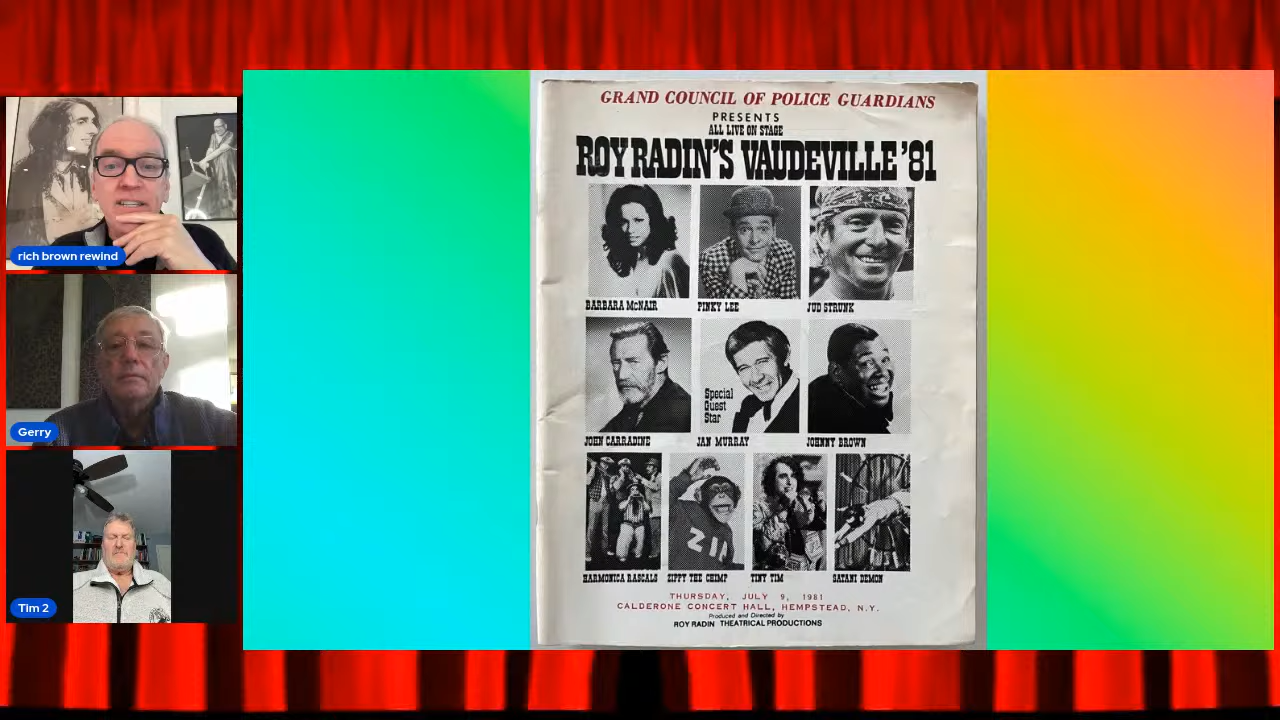 GRAND COUNCIL OF POLICE GUARDIANS
PRESENTS
ALL LIVE ON STAGE
ROY RADIN'S VAUDEVILLE '81
BARBARA McNAIR
PINKY LEE
JUD STRUNK
Special
Guest
Star
JOHN CARRADINE
JAN MURRAY
JOHNNY BROWN
ZIP
HARMONICA RASCALS
ZIPPY THE CHIMP
TINY TIM
SATANI DEMON
THURSDAY, JULY 9, 1981
CALDERONE CONCERT HALL, HEMPSTEAD, N.Y.
Produced and Directed by
ROY RADIN THEATRICAL PRODUCTIONS
rich brown rewind
Gerry
Tim 2